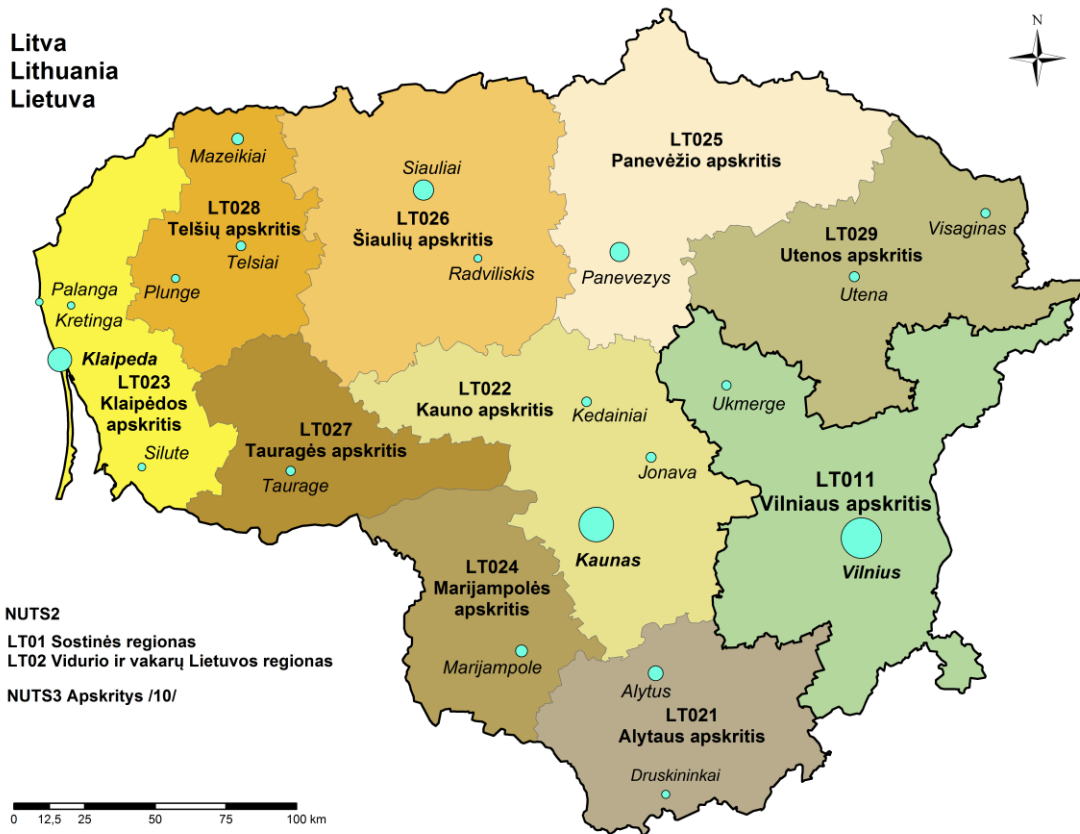 Litva
Lithuania
Lietuva
N
Mazeikiai
LT028
Telšių apskritis
Telsiai
Plunge
Siauliai
LT026
Šiaulių apskritis
Radviliskis
LT025
Panevėžio apskritis
Panevezys
LT029
Utenos apskritis
Utena
Visaginas
Palanga
Kretinga
Klaipeda
LT023
Klaipėdos
apskritis
Silute
LT027
Tauragės apskritis
Taurage
LT022
Kauno apskritis
Kedainiai
Jonava
Kaunas
Ukmerge
LT011
Vilniaus apskritis
Vilnius
LT024
Marijampolės
apskritis
Marijampole
Alytus
LT021
Alytaus apskritis
Druskininkai
NUTS2
LT01 Sostinės regionas
LT02 Vidurio ir vakarų Lietuvos regionas
NUTS3 Apskritys /10/
0 12,5 25 50 75 100 km